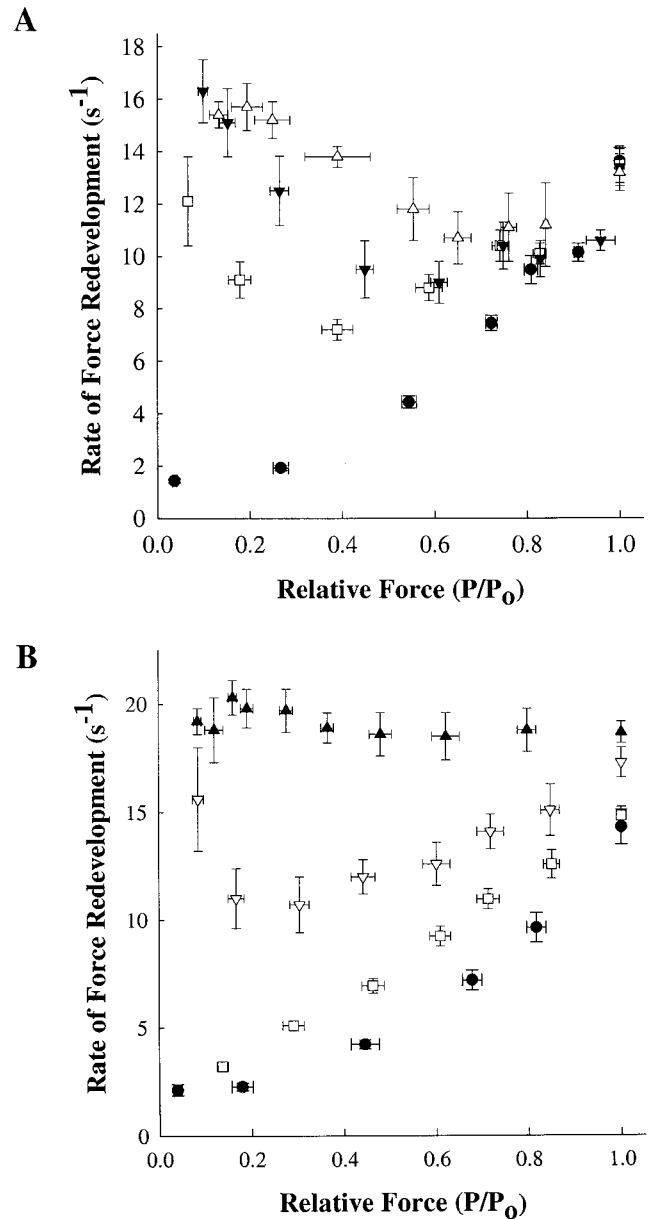 A
Rate of Force Redevelopment (s-1)
18
16
14
12
10
8
6
4
2
0
0.0 0.2 0.4 0.6 0.8 1.0
Relative Force (P/Po)
B
Rate of Force Redevelopment (s-1)
20
15
10
5
0
0.0 0.2 0.4 0.6 0.8 1.0
Relative Force (P/Po)